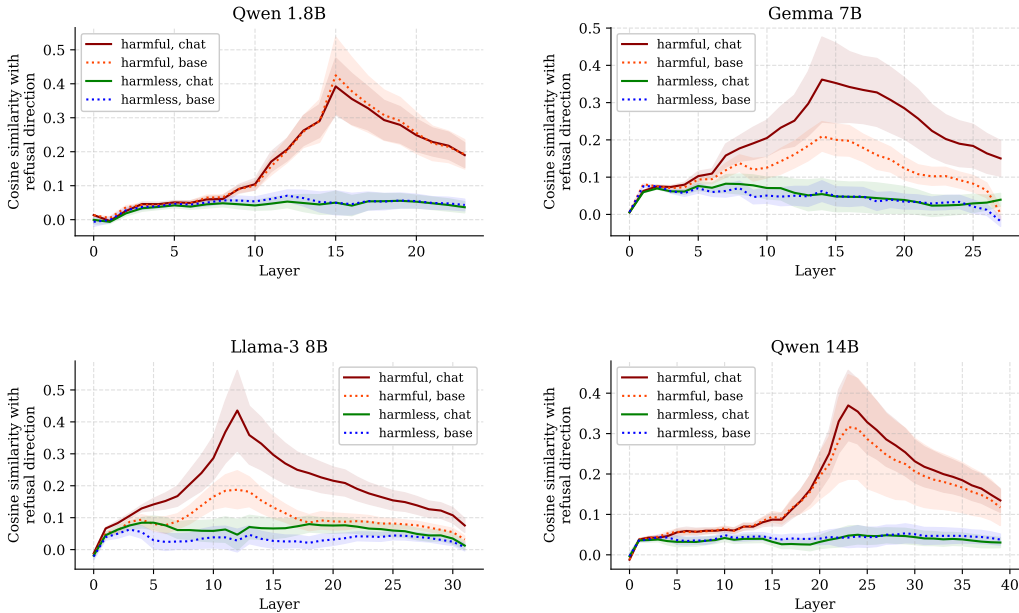 Qwen 1.8B
Cosine similarity with
refusal direction
0.5
0.4
0.3
0.2
0.1
0.0
harmful, chat
harmful, base
harmless, chat
harmless, base
0 5 10 15 20
Layer
Gemma 7B
Cosine similarity with
refusal direction
0.5
0.4
0.3
0.2
0.1
0.0
harmful, chat
harmful, base
harmless, chat
harmless, base
0 5 10 15 20 25
Layer
Llama-3 8B
Cosine similarity with
refusal direction
0.5
0.4
0.3
0.2
0.1
0.0
harmful, chat
harmful, base
harmless, chat
harmless, base
0 5 10 15 20 25 30
Layer
Qwen 14B
Cosine similarity with
refusal direction
0.4
0.3
0.2
0.1
0.0
harmful, chat
harmful, base
harmless, chat
harmless, base
0 5 10 15 20 25 30 35 40
Layer